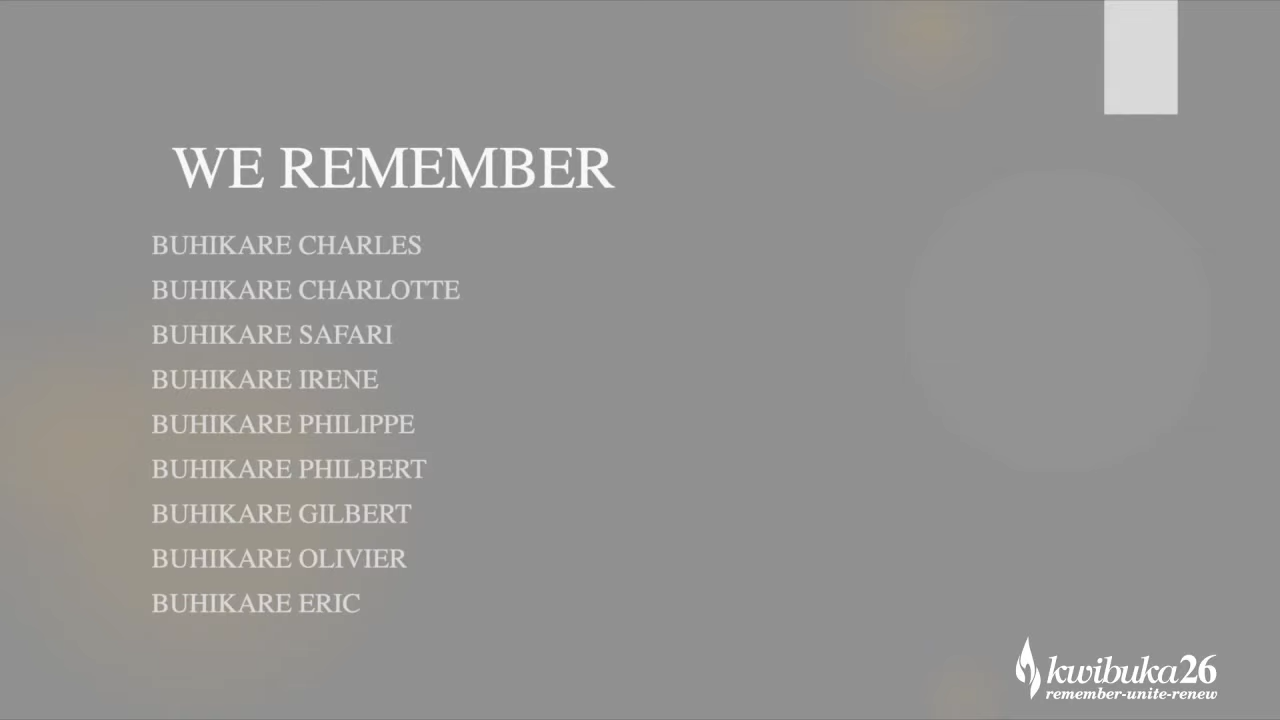 WE REMEMBER
BUHIKARE CHARLES
BUHIKARE CHARLOTTE
BUHIKARE SAFARI
BUHIKARE IRENE
BUHIKARE PHILIPPE
BUHIKARE PHILBERT
BUHIKARE GILBERT
BUHIKARE OLIVIER
BUHIKARE ERIC
kwibuka26
remember-unite-renew